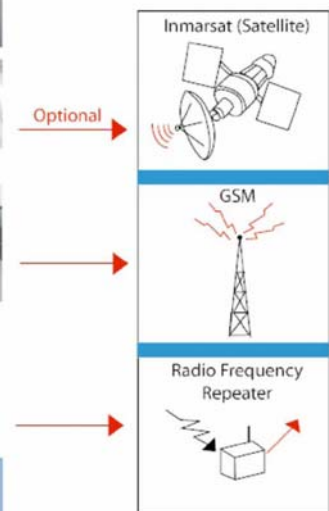 Inmarsat (Satellite)
Optional
GSM
Radio Frequency
Repeater